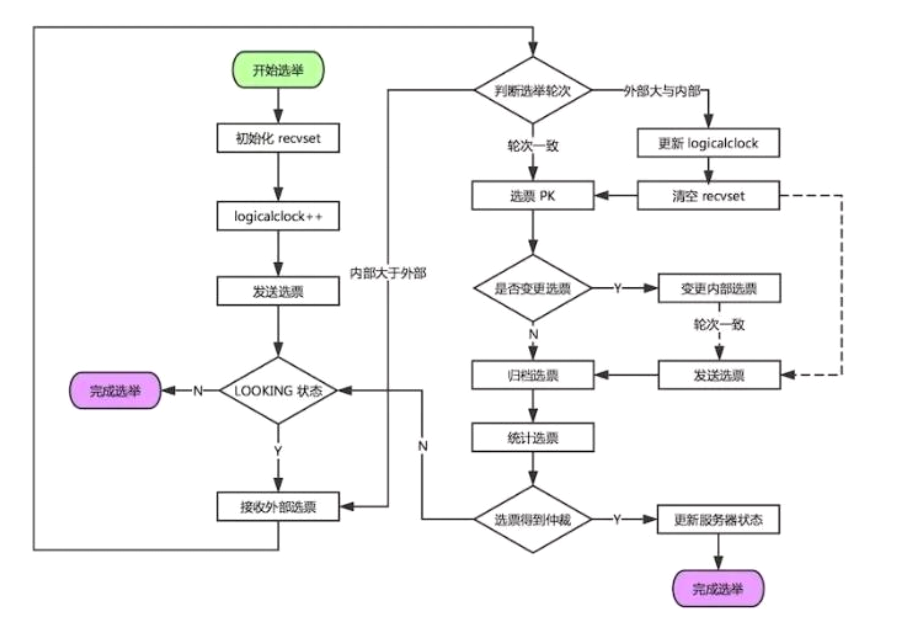 开始选举
初始化 recvset
logicalclock++
发送选票
LOOKING 状态
N
完成选举
Y
接收外部选票
判断选举轮次
外部大与内部
更新 logicalclock
清空 recvset
轮次一致
内部大于外部
选票 PK
是否变更选票
Y
变更内部选票
轮次一致
发送选票
N
归档选票
统计选票
选票得到仲裁
N
Y
更新服务器状态
完成选举